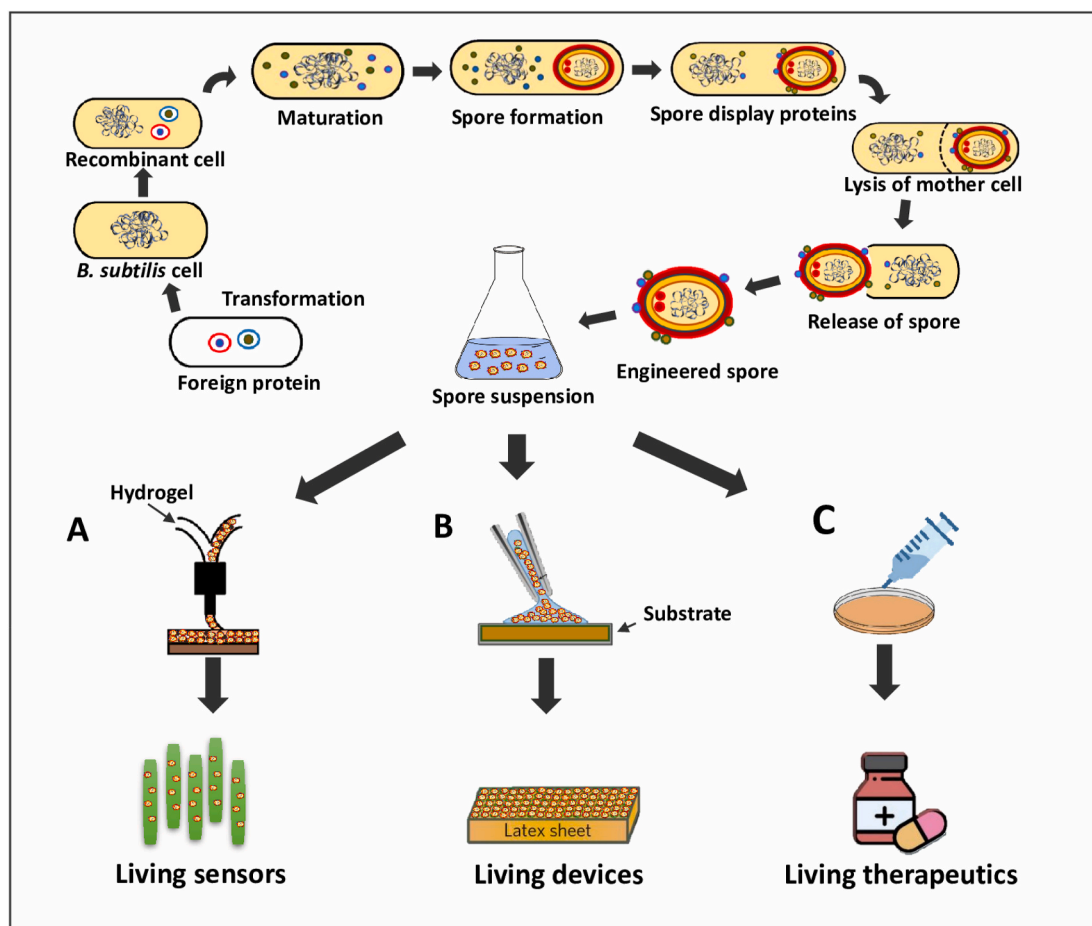 Maturation
Spore formation
Spore display proteins
Recombinant cell
Lysis of mother cell
B. subtilis cell
Transformation
Foreign protein
Release of spore
Engineered spore
Spore suspension
A
Hydrogel
B
Substrate
C
Latex sheet
Living sensors
Living devices
Living therapeutics